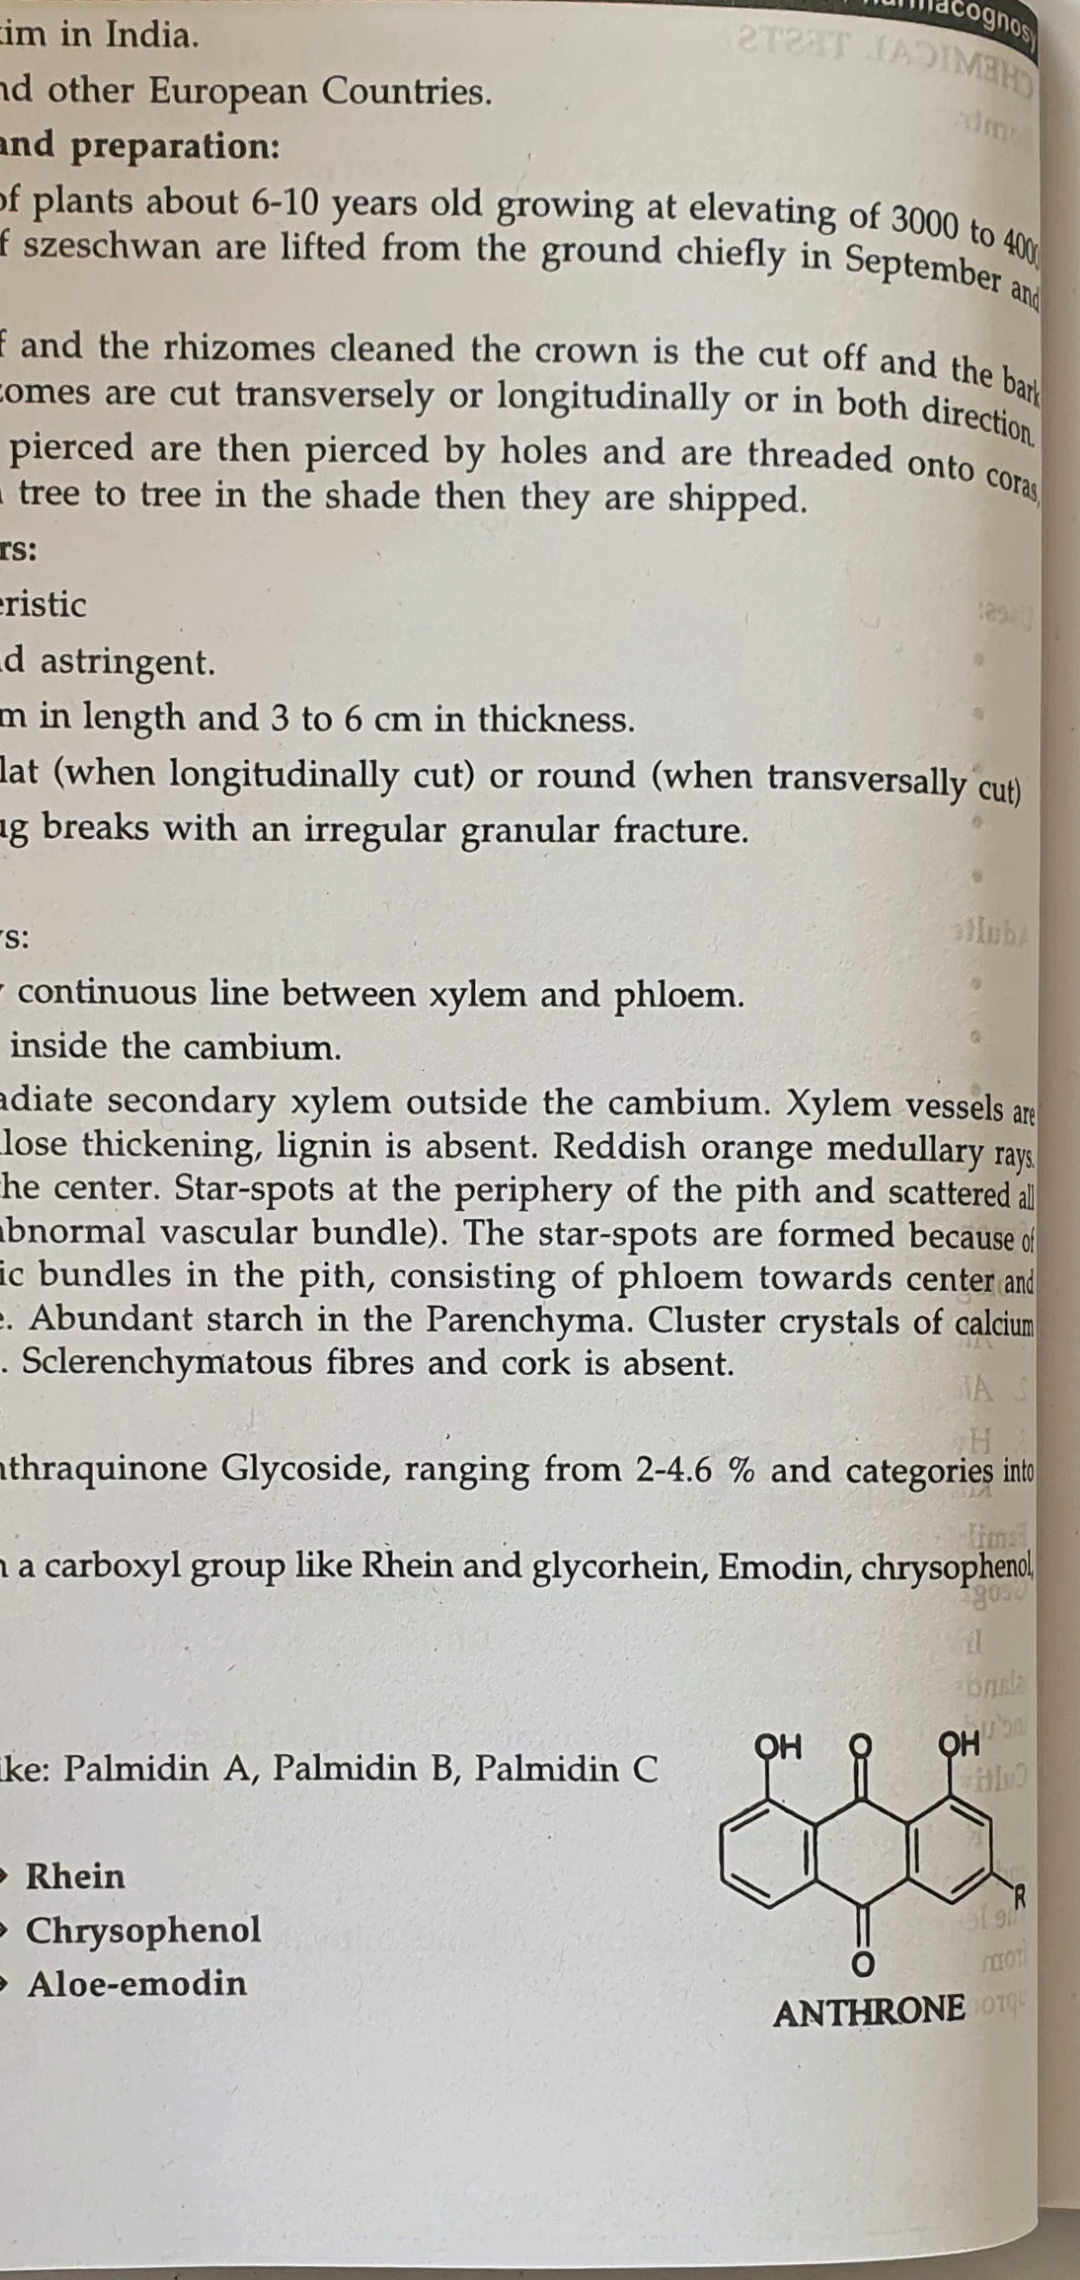 im in India.
nd other European Countries.
and preparation:
of plants about 6-10 years old growing at elevating of 3000 to 400
f szeschwan are lifted from the ground chiefly in September and
f and the rhizomes cleaned the crown is the cut off and the bark
omes are cut transversely or longitudinally or in both direction.
pierced are then pierced by holes and are threaded onto coras,
tree to tree in the shade then they are shipped.
rs:
eristic
d astringent.
m in length and 3 to 6 cm in thickness.
lat (when longitudinally cut) or round (when transversally cut)
ug breaks with an irregular granular fracture.
s:
continuous line between xylem and phloem.
inside the cambium.
adiate secondary xylem outside the cambium. Xylem vessels are
lose thickening, lignin is absent. Reddish orange medullary rays.
he center. Star-spots at the periphery of the pith and scattered all
abnormal vascular bundle). The star-spots are formed because of
ic bundles in the pith, consisting of phloem towards center and
e. Abundant starch in the Parenchyma. Cluster crystals of calcium
. Sclerenchymatous fibres and cork is absent.
nthraquinone Glycoside, ranging from 2-4.6 % and categories into
a carboxyl group like Rhein and glycorhein, Emodin, chrysophenol,
ike: Palmidin A, Palmidin B, Palmidin C
OH O OH
Rhein
R
Chrysophenol
O
Aloe-emodin
ANTHRONE